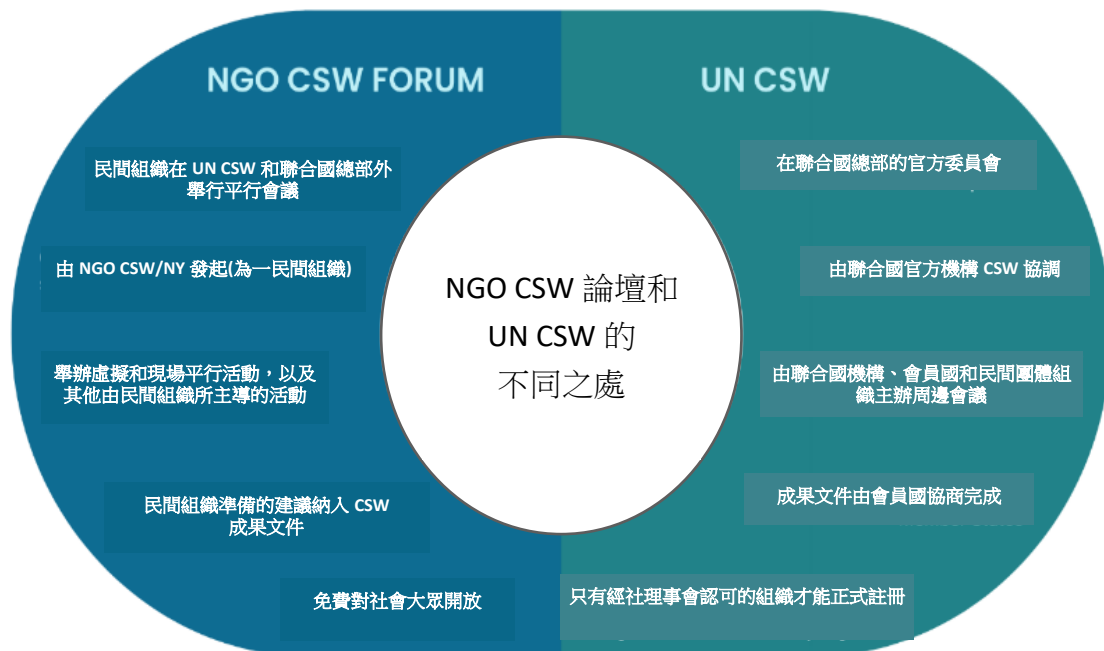 NGO CSW FORUM
民間組織在 UN CSW 和聯合國總部外
舉行平行會議
由 NGO CSW/NY 發起(為一民間組織)
舉辦虛擬和現場平行活動，以及
其他由民間組織所主導的活動
民間組織準備的建議納入 CSW
成果文件
免費對社會大眾開放
NGO CSW 論壇和
UN CSW 的
不同之處
UN CSW
在聯合國總部的官方委員會
由聯合國官方機構 CSW 協調
由聯合國機構、會員國和民間團體組
織主辦周邊會議
成果文件由會員國協商完成
只有經社理事會認可的組織才能正式註冊